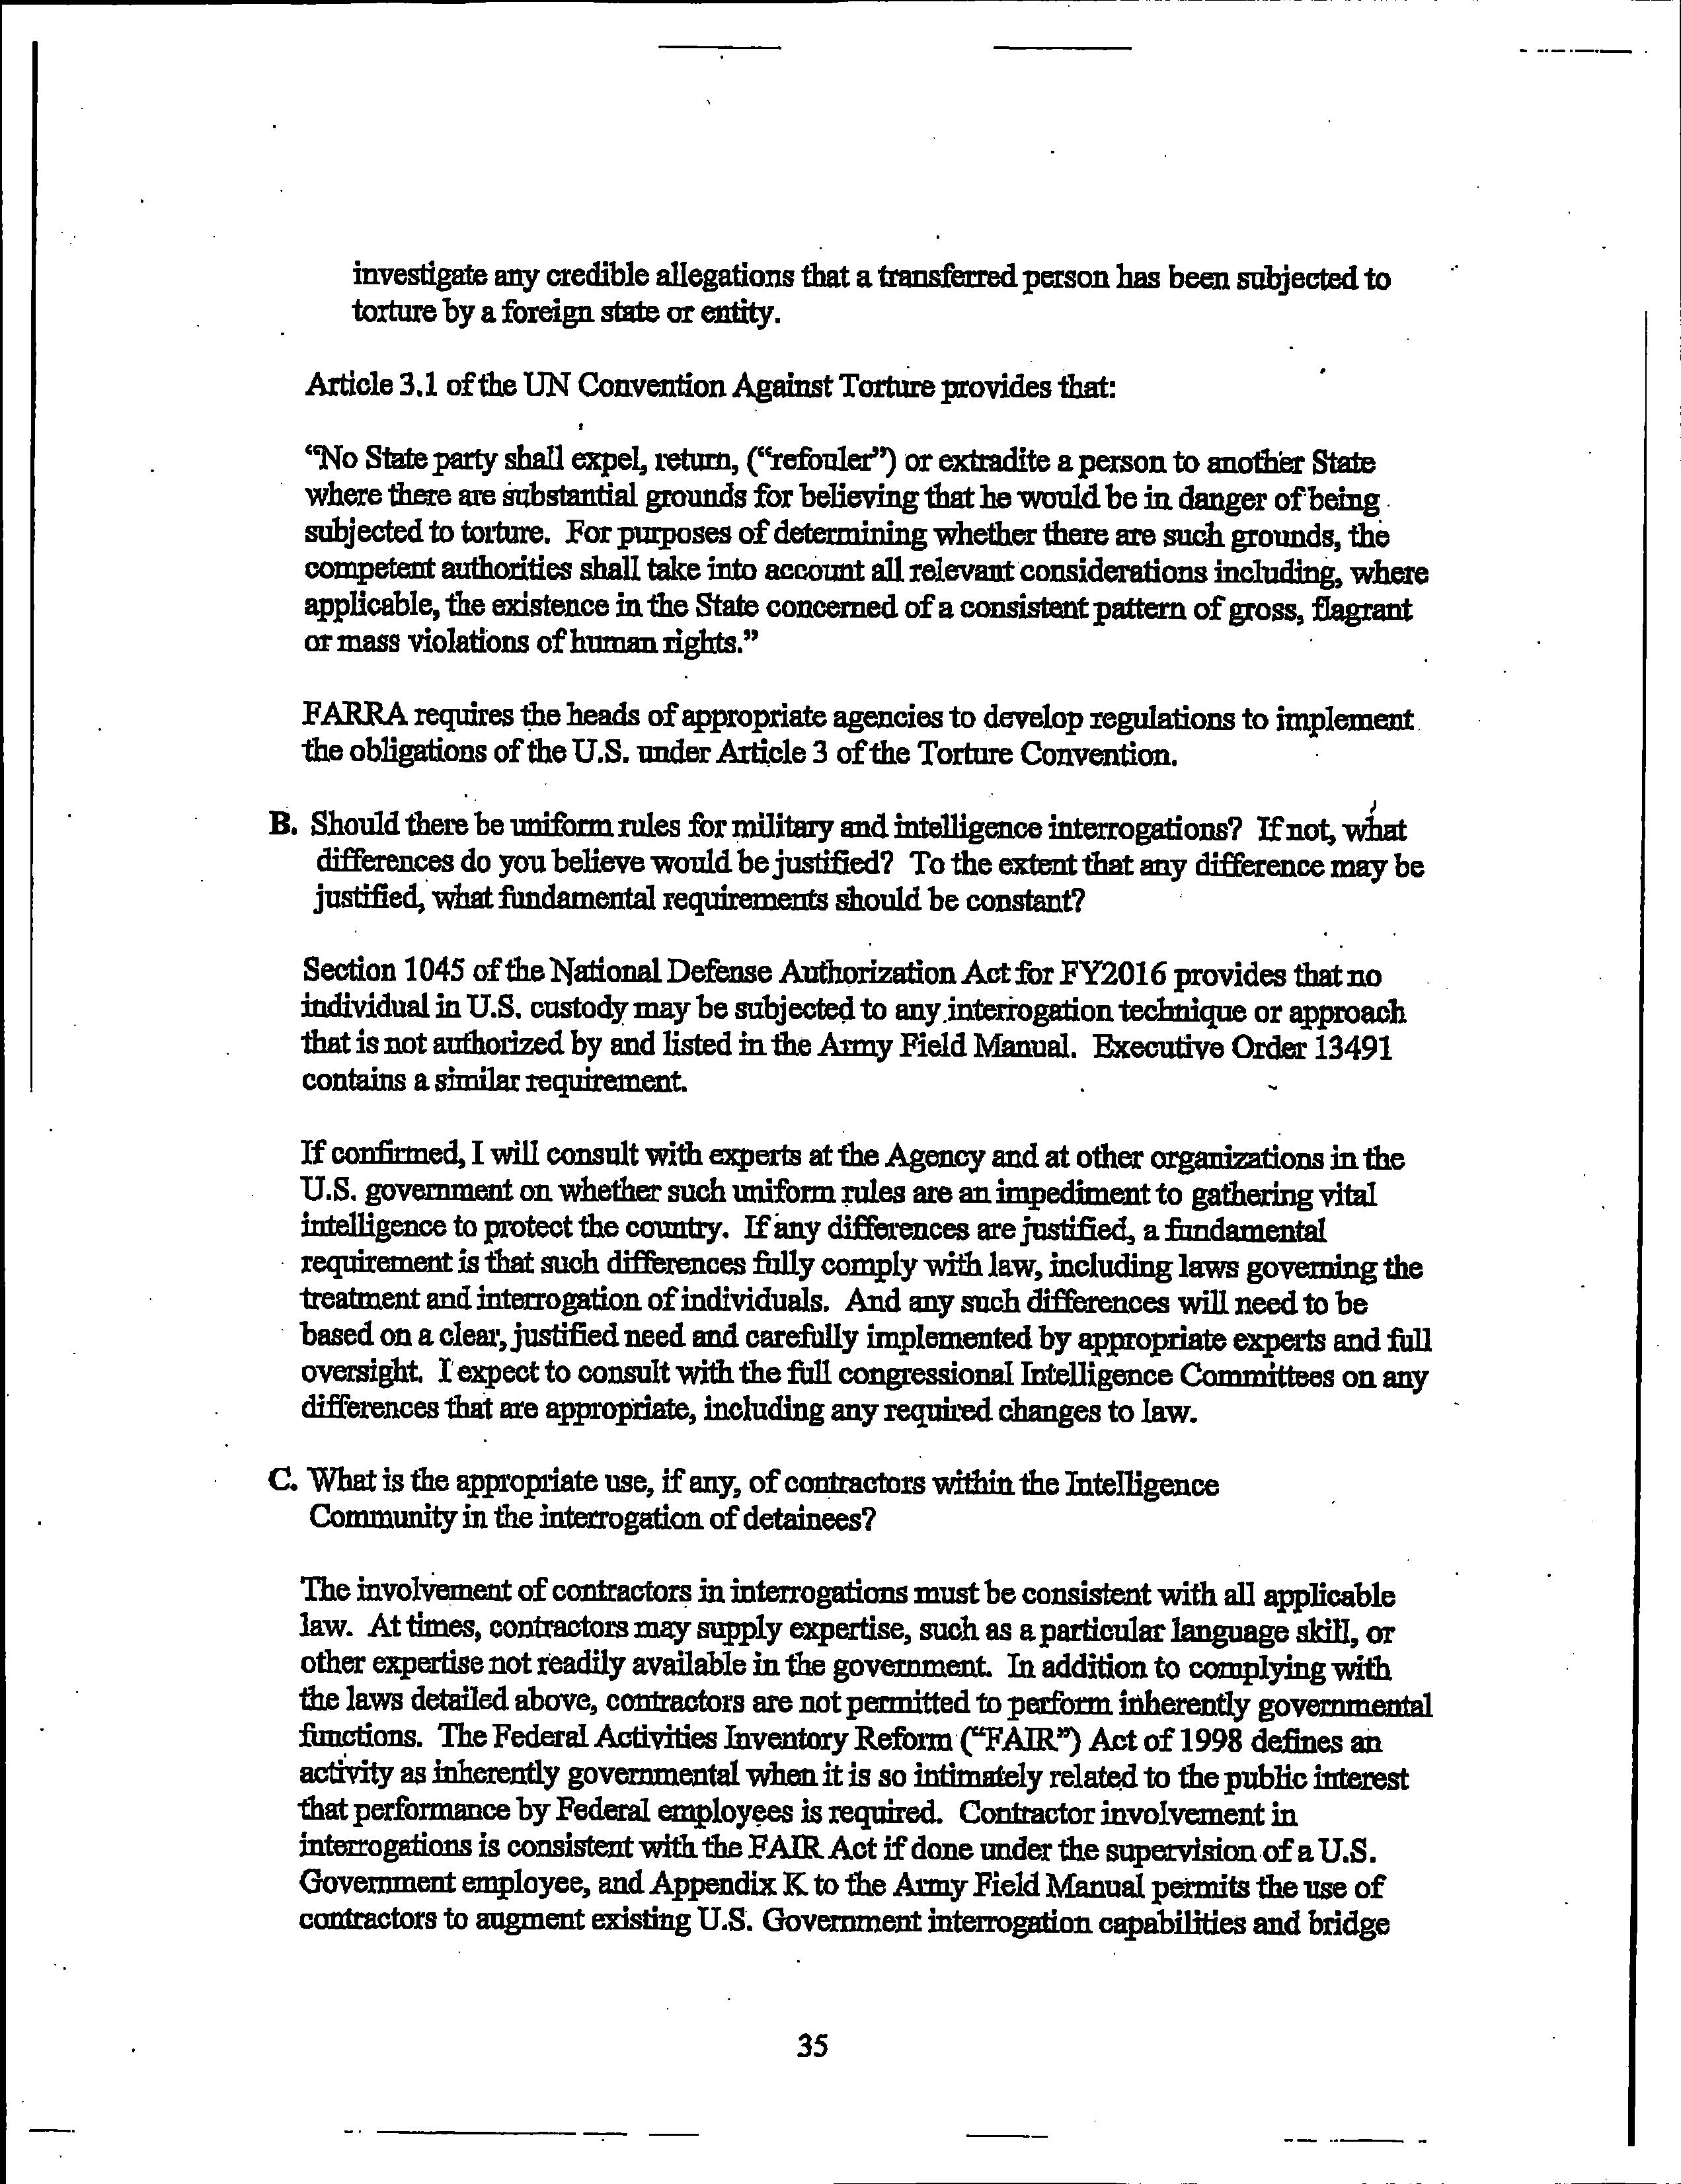 investigate any credible allegations that a transferred person has been subjected to
torture by a foreign state or entity.
Article 3.1 of the UN Convention Against Torture provides that:
“No State party shall expel, return, (“refouler”) or extradite a person to another State
where there are substantial grounds for believing that he would be in danger of being
subjected to torture. For purposes of determining whether there are such grounds, the
competent authorities shall take into account all relevant considerations including, where
applicable, the existence in the State concerned of a consistent pattern of gross, flagrant
or mass violations of human rights.”
FARRA requires the heads of appropriate agencies to develop regulations to implement
the obligations of the U.S. under Article 3 of the Torture Convention.
B. Should there be uniform rules for military and intelligence interrogations? If not, what
differences do you believe would be justified? To the extent that any difference may be
justified, what fundamental requirements should be constant?
Section 1045 of the National Defense Authorization Act for FY2016 provides that no
individual in U.S. custody may be subjected to any interrogation technique or approach
that is not authorized by and listed in the Army Field Manual. Executive Order 13491
contains a similar requirement.
If confirmed, I will consult with experts at the Agency and at other organizations in the
U.S. government on whether such uniform rules are an impediment to gathering vital
intelligence to protect the country. If any differences are justified, a fundamental
requirement is that such differences fully comply with law, including laws governing the
treatment and interrogation of individuals. And any such differences will need to be
based on a clear, justified need and carefully implemented by appropriate experts and full
oversight. I expect to consult with the full congressional Intelligence Committees on any
differences that are appropriate, including any required changes to law.
C. What is the appropriate use, if any, of contractors within the Intelligence
Community in the interrogation of detainees?
The involvement of contractors in interrogations must be consistent with all applicable
law. At times, contractors may supply expertise, such as a particular language skill, or
other expertise not readily available in the government. In addition to complying with
the laws detailed above, contractors are not permitted to perform inherently governmental
functions. The Federal Activities Inventory Reform (“FAIR”) Act of 1998 defines an
activity as inherently governmental when it is so intimately related to the public interest
that performance by Federal employees is required. Contractor involvement in
interrogations is consistent with the FAIR Act if done under the supervision of a U.S.
Government employee, and Appendix K to the Army Field Manual permits the use of
contractors to augment existing U.S. Government interrogation capabilities and bridge
35